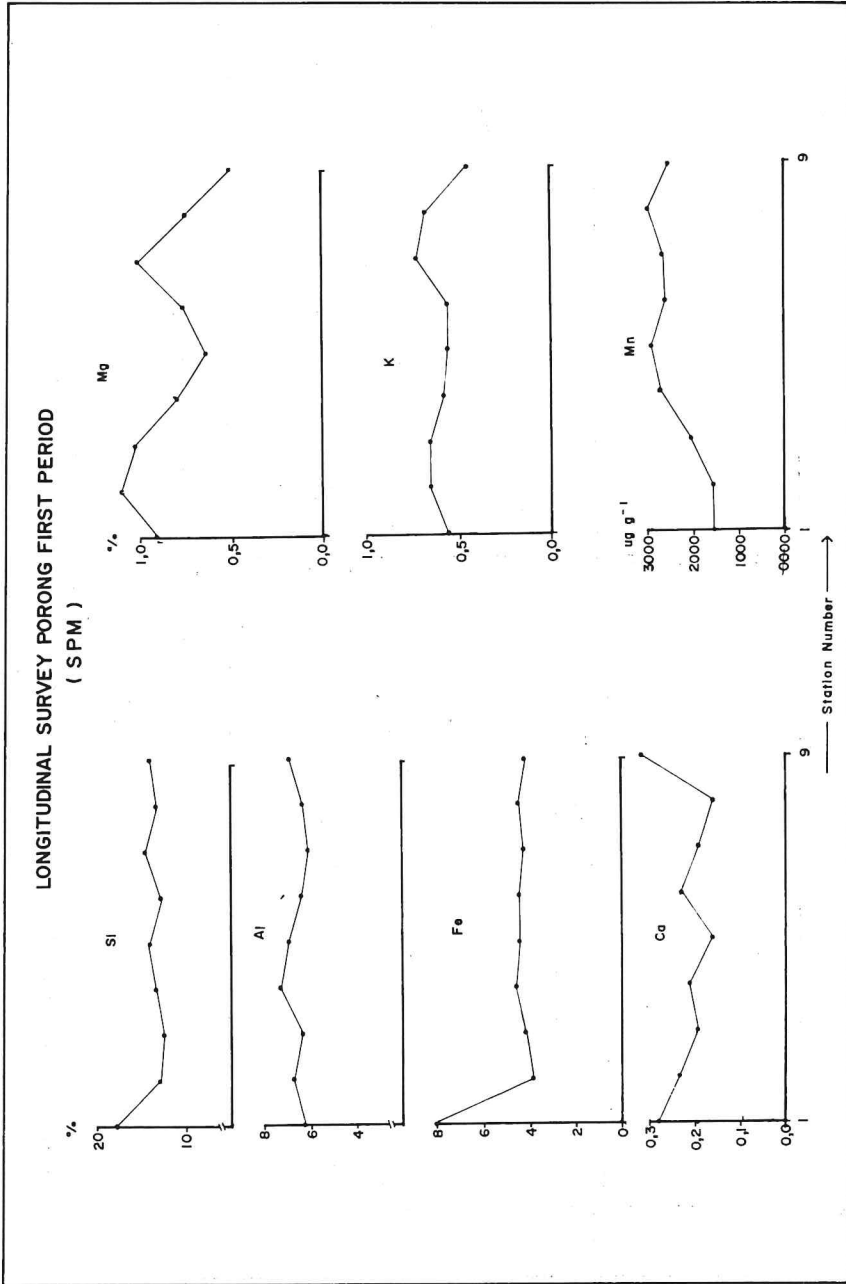 LONGITUDINAL SURVEY PORONG FIRST PERIOD
( SPM )
%
20
10
Si
8
6
4
Al
8
6
4
2
0
Fe
0,3
0,2
0,1
0,0
Ca
1
9
%
1,0
0,5
0,0
Mg
1,0
0,5
0,0
K
ug g-1
3000
2000
1000
0000
Mn
1
9
Station Number